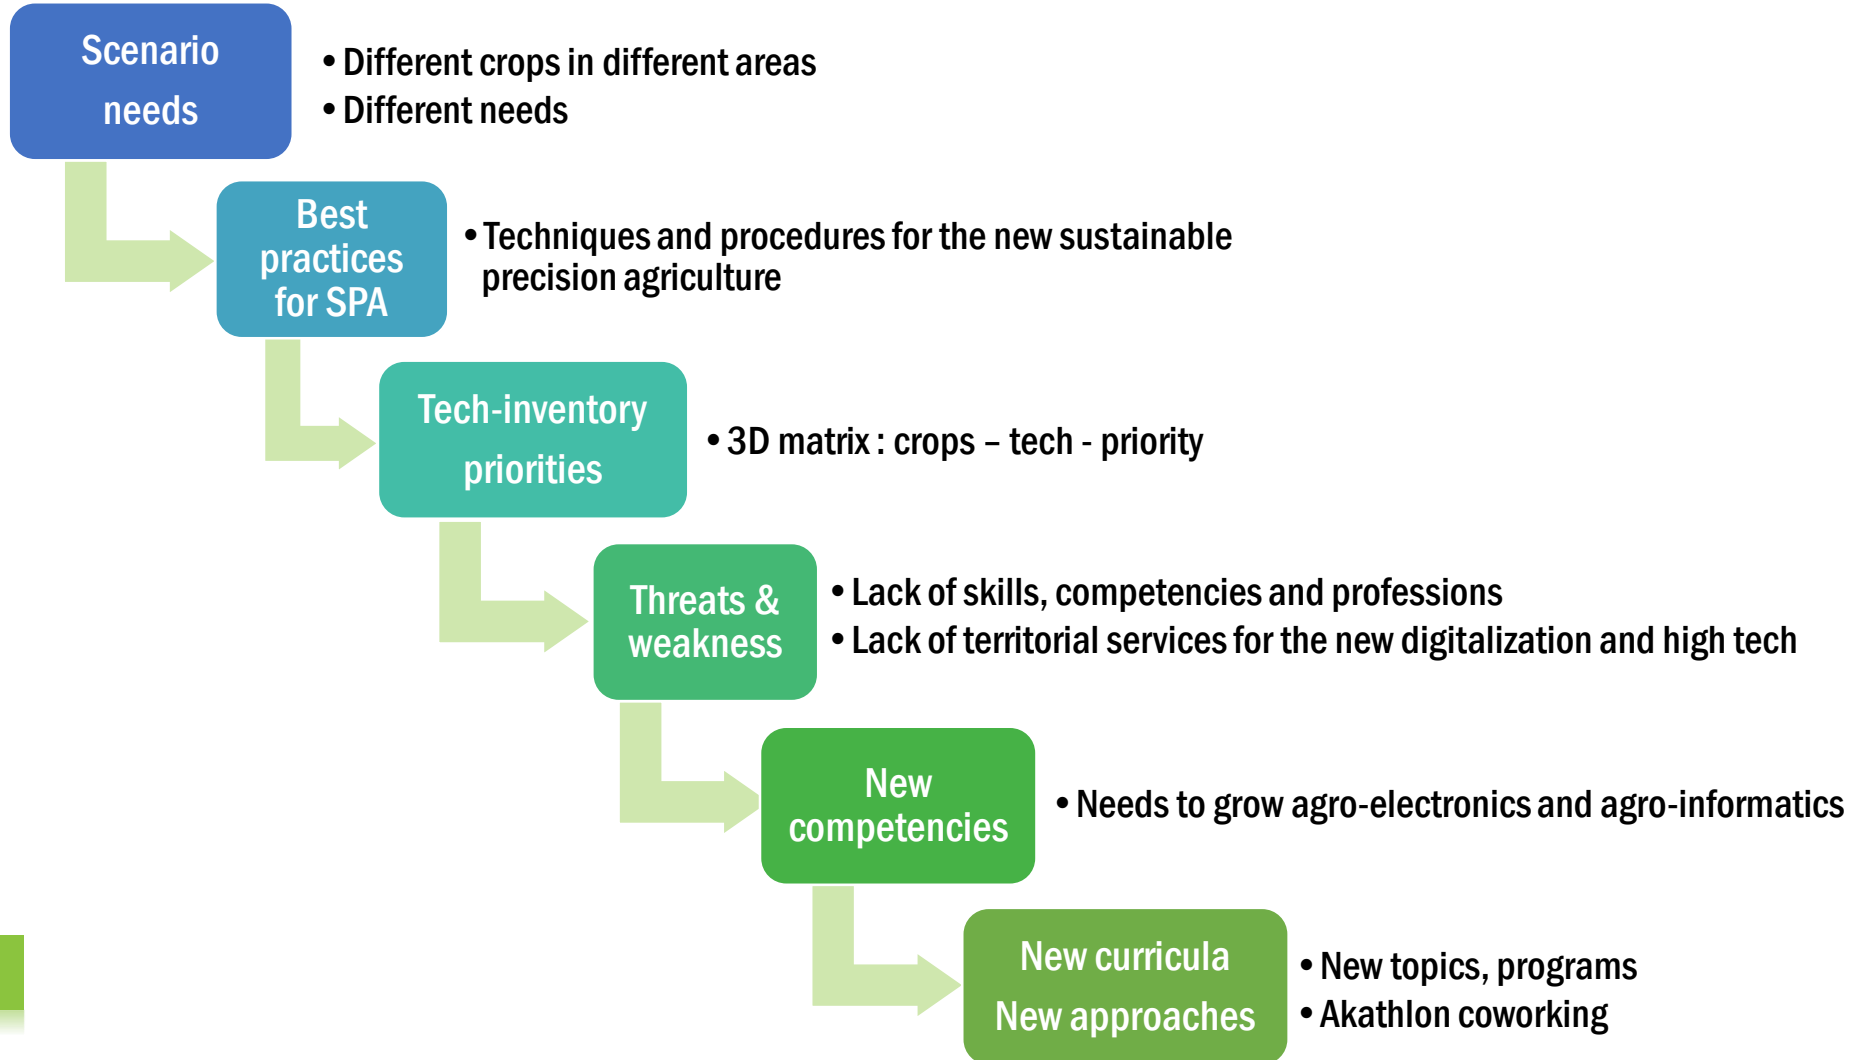 Scenario
needs
• Different crops in different areas
• Different needs
Best
practices
for SPA
• Techniques and procedures for the new sustainable
precision agriculture
Tech-inventory
priorities
• 3D matrix : crops – tech - priority
Threats &
weakness
• Lack of skills, competencies and professions
• Lack of territorial services for the new digitalization and high tech
New
competencies
• Needs to grow agro-electronics and agro-informatics
New curricula
New approaches
• New topics, programs
• Akathlon coworking